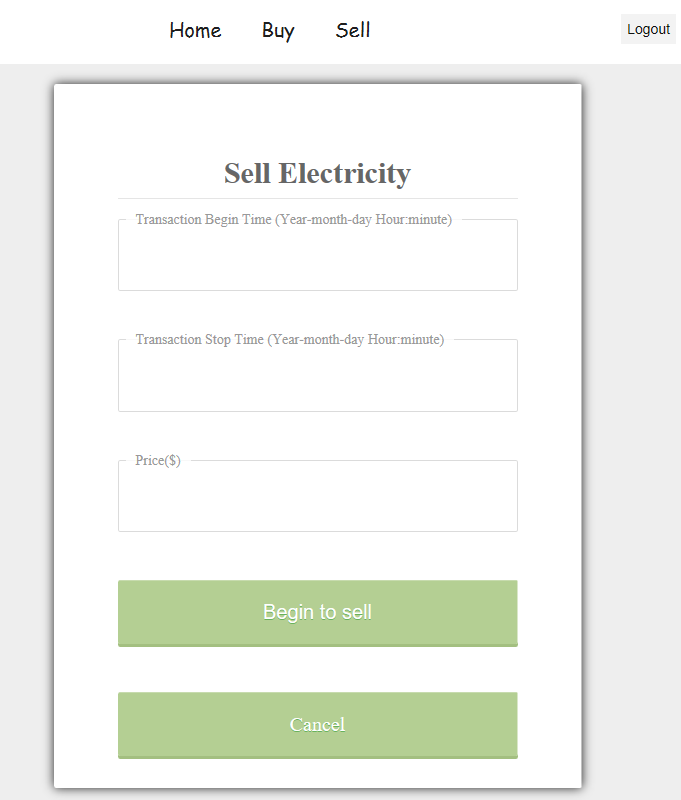 Home Buy Sell Logout
Sell Electricity
Transaction Begin Time (Year-month-day Hour:minute)
Transaction Stop Time (Year-month-day Hour:minute)
Price($)
Begin to sell
Cancel